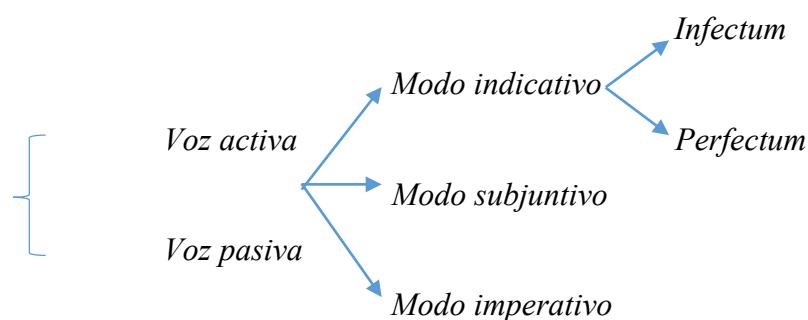 Infectum
Modo indicativo
Voz activa
Perfectum
Modo subjuntivo
Voz pasiva
Modo imperativo